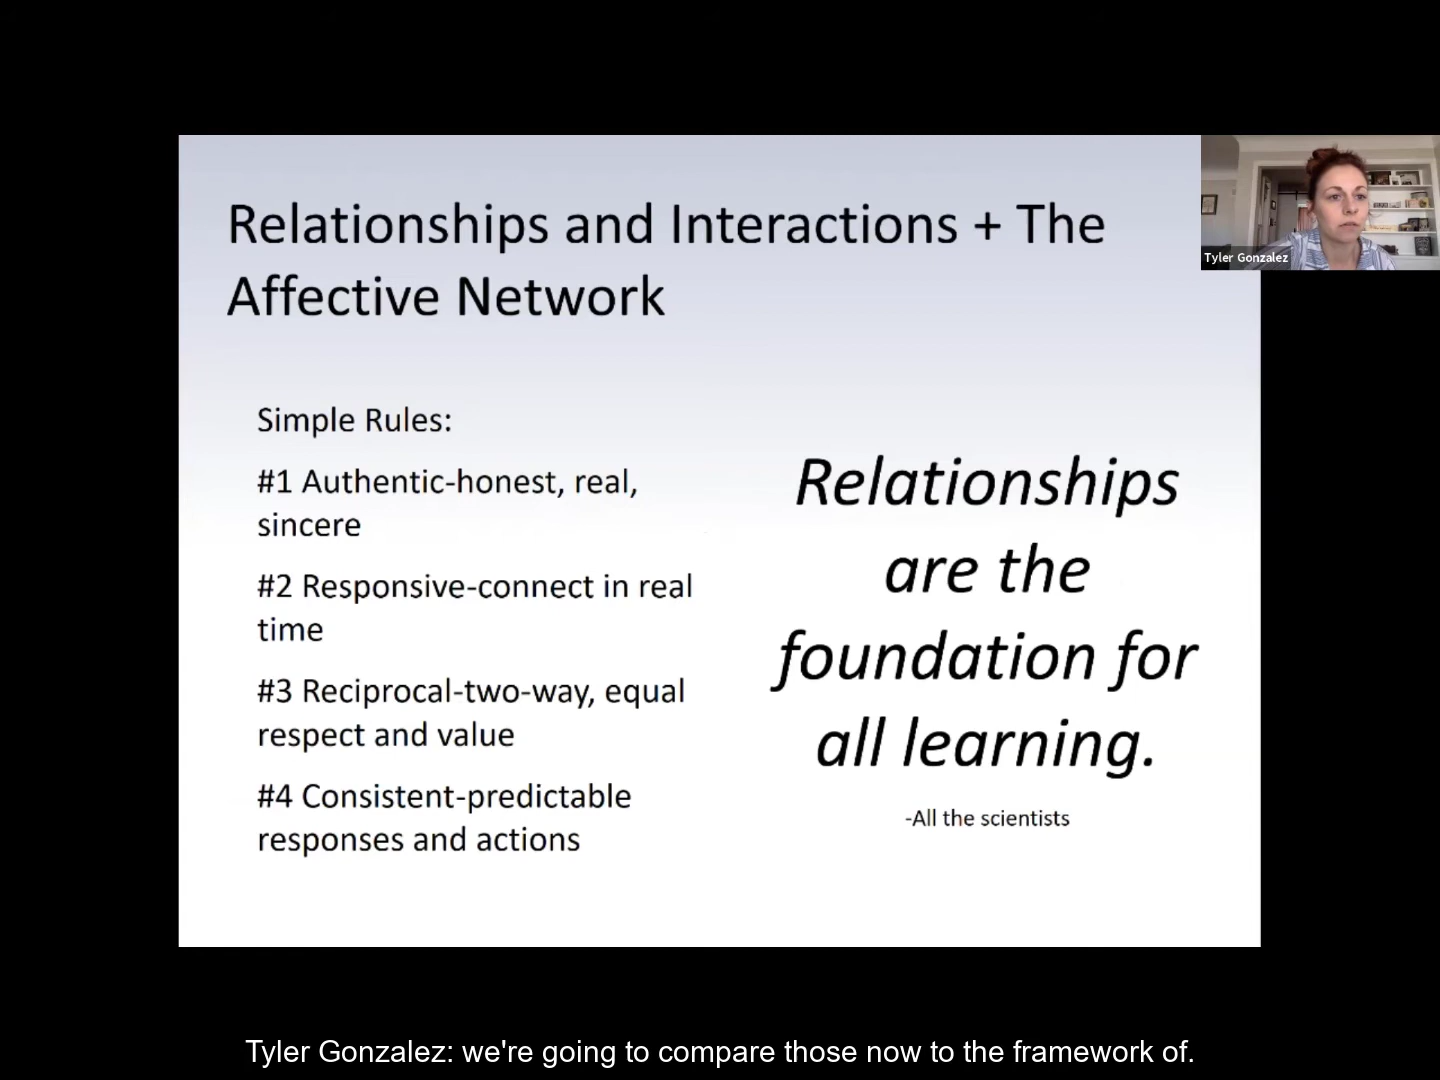 Relationships and Interactions + The
Affective Network
Tyler Gonzalez
Simple Rules:
#1 Authentic-honest, real,
sincere
#2 Responsive-connect in real
time
#3 Reciprocal-two-way, equal
respect and value
#4 Consistent-predictable
responses and actions
Relationships
are the
foundation for
all learning.
-All the scientists
Tyler Gonzalez: we're going to compare those now to the framework of.